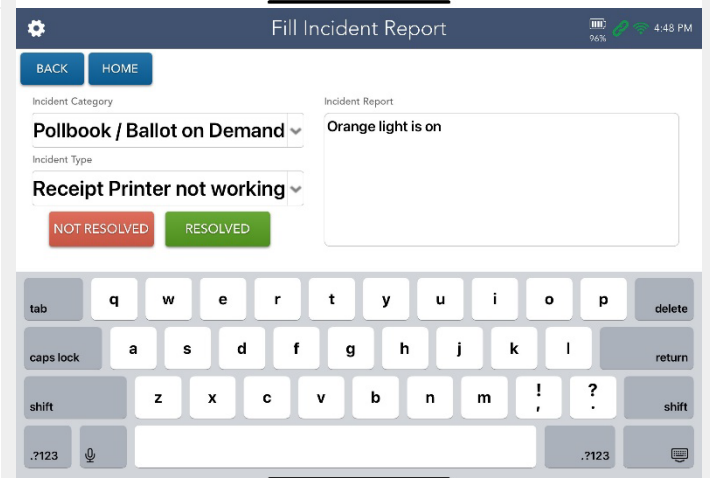 Fill Incident Report
96%
4:48 PM
BACK
HOME
Incident Category
Pollbook / Ballot on Demand
Incident Type
Receipt Printer not working
NOT RESOLVED
RESOLVED
Incident Report
Orange light is on
tab q w e r t y u i o p delete
caps lock a s d f g h j k l return
shift z x c v b n m ! , ? . shift
.?123 .?123